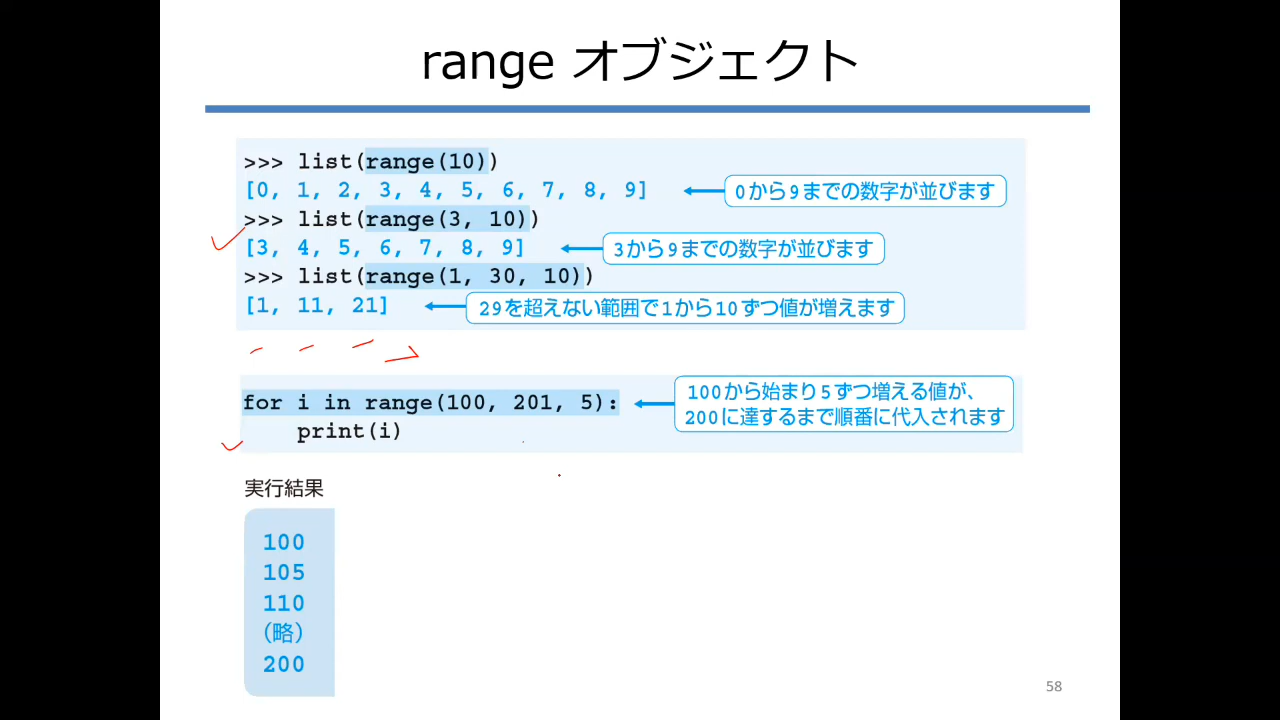 range オブジェクト
>>> list(range(10))
[0, 1, 2, 3, 4, 5, 6, 7, 8, 9]
0から9までの数字が並びます
>>> list(range(3, 10))
[3, 4, 5, 6, 7, 8, 9]
3から9までの数字が並びます
>>> list(range(1, 30, 10))
[1, 11, 21]
29を超えない範囲で1から10ずつ値が増えます
for i in range(100, 201, 5):
    print(i)
100から始まり5ずつ増える値が、
200に達するまで順番に代入されます
実行結果
100
105
110
（略）
200
58